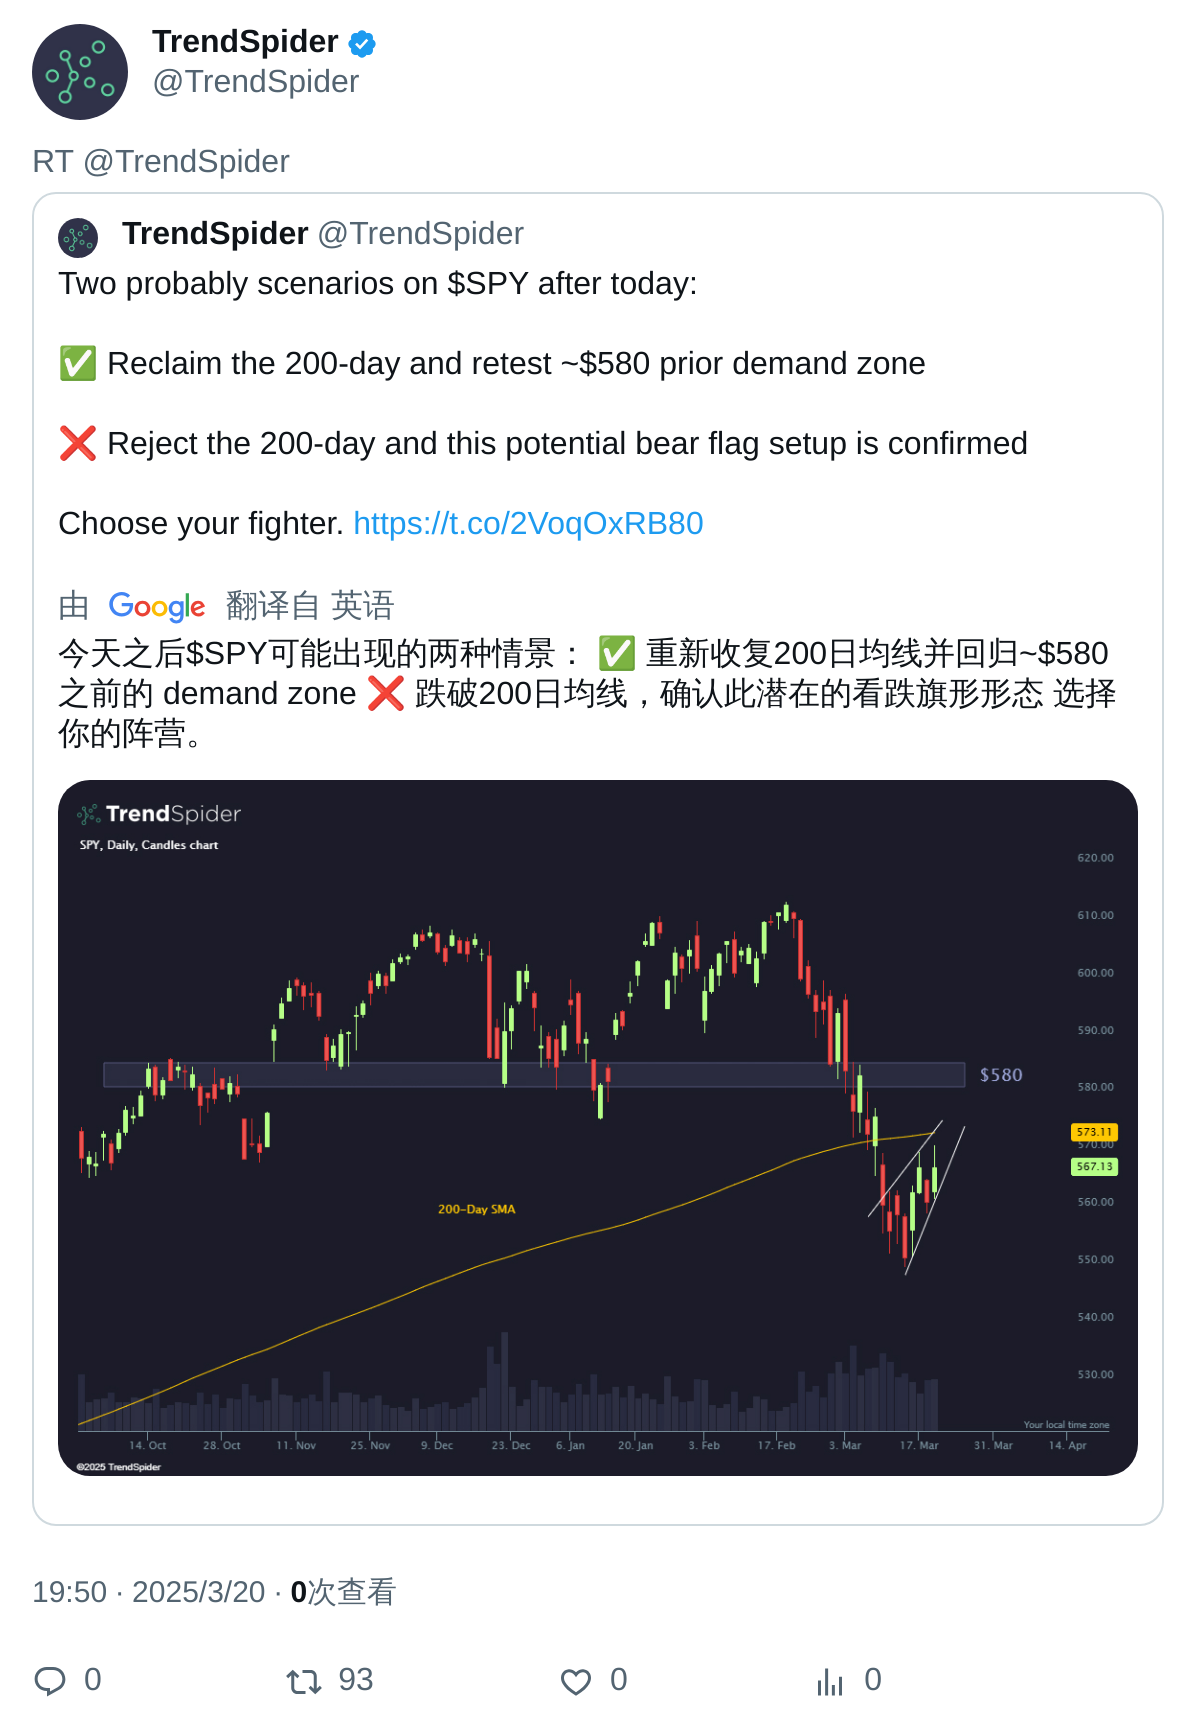 TrendSpider
@TrendSpider
RT @TrendSpider
TrendSpider @TrendSpider
Two probably scenarios on $SPY after today:
✅ Reclaim the 200-day and retest ~$580 prior demand zone
❌ Reject the 200-day and this potential bear flag setup is confirmed
Choose your fighter. https://t.co/2VoqOxRB80
由 Google 翻译自 英语
今天之后$SPY可能出现的两种情景： ✅ 重新收复200日均线并回归~$580
之前的 demand zone ❌ 跌破200日均线，确认此潜在的看跌旗形形态 选择
你的阵营。
TrendSpider
SPY, Daily, Candles chart
620.00
610.00
600.00
590.00
580.00
$580
573.11
570.00
567.13
560.00
200-Day SMA
550.00
540.00
530.00
Your local time zone
14. Oct 28. Oct 11. Nov 25. Nov 9. Dec 23. Dec 6. Jan 20. Jan 3. Feb 17. Feb 3. Mar 17. Mar 31. Mar 14. Apr
©2025 TrendSpider
19:50 · 2025/3/20 · 0次查看
0 93 0 0